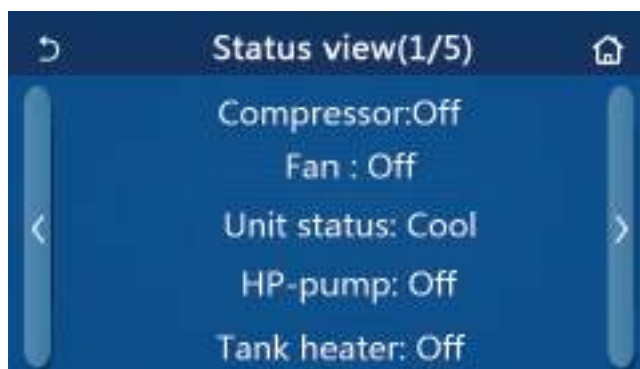 Status view(1/5)
Compressor:Off
Fan : Off
Unit status: Cool
HP-pump: Off
Tank heater: Off